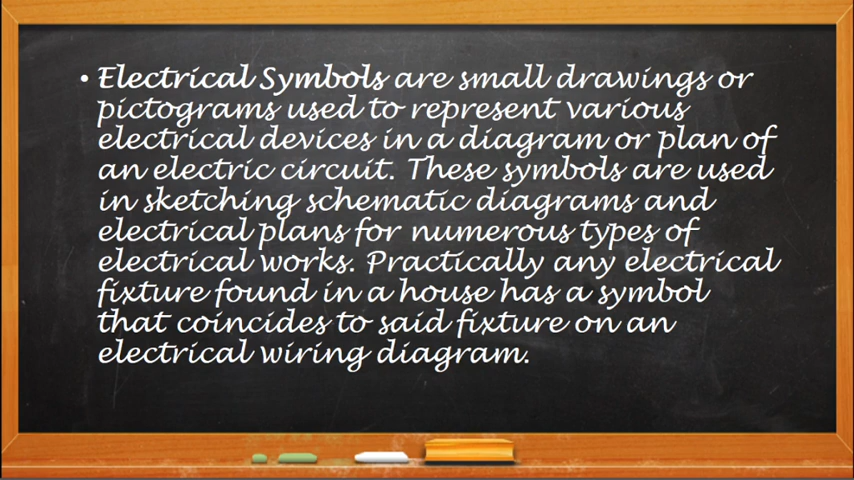 • Electrical Symbols are small drawings or
pictograms used to represent various
electrical devices in a diagram or plan of
an electric circuit. These symbols are used
in sketching schematic diagrams and
electrical plans for numerous types of
electrical works. Practically any electrical
fixture found in a house has a symbol
that coincides to said fixture on an
electrical wiring diagram.